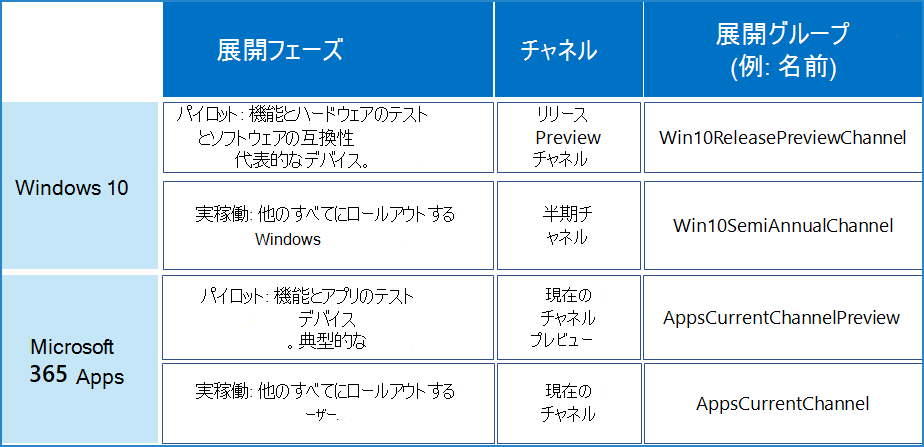 展開フェーズ
チャネル
展開グループ
(例: 名前)
Windows 10
パイロット: 機能とハードウェアのテスト
とソフトウェアの互換性
代表的なデバイス。
リリース
Preview
チャネル
Win10ReleasePreviewChannel
実稼働: 他のすべてにロールアウトする
Windows
半期チ
ャネル
Win10SemiAnnualChannel
Microsoft
365 Apps
パイロット: 機能とアプリのテスト
デバイス
。典型的な
現在の
チャネル
プレビュー
AppsCurrentChannelPreview
実稼働: 他のすべてにロールアウトする
ーザー.
現在の
チャネル
AppsCurrentChannel